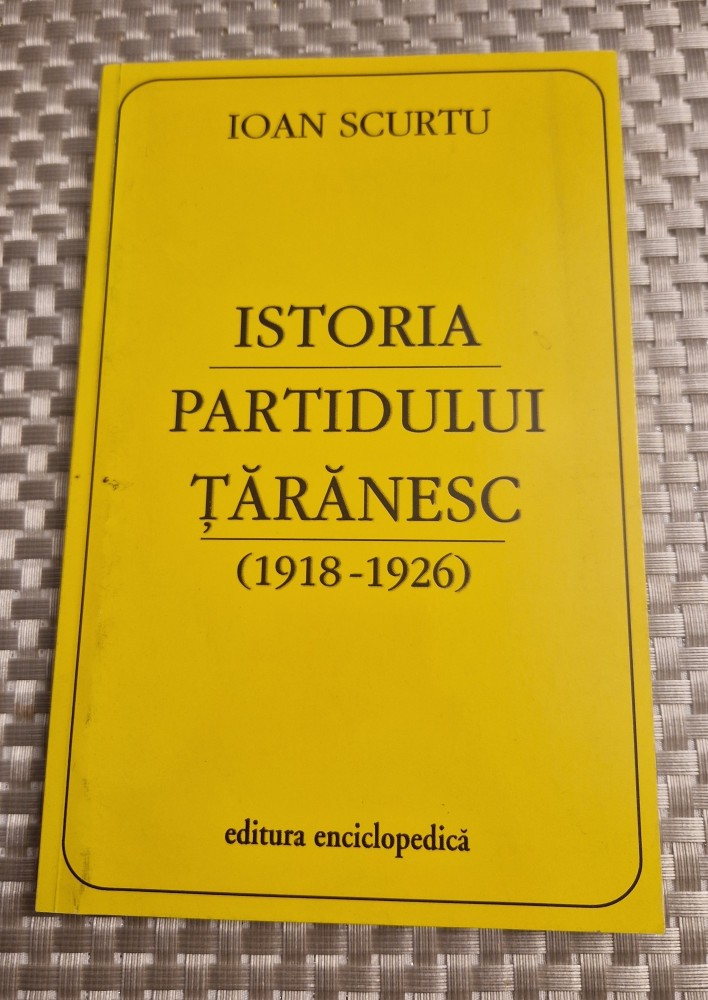 IOAN SCURTU
ISTORIA
PARTIDULUI
ȚĂRĂNESC
(1918-1926)
editura enciclopedică